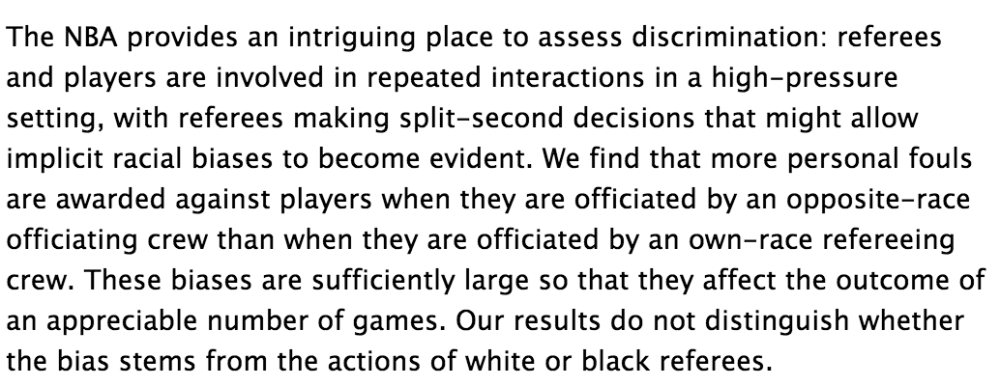 The NBA provides an intriguing place to assess discrimination: referees
and players are involved in repeated interactions in a high-pressure
setting, with referees making split-second decisions that might allow
implicit racial biases to become evident. We find that more personal fouls
are awarded against players when they are officiated by an opposite-race
officiating crew than when they are officiated by an own-race refereeing
crew. These biases are sufficiently large so that they affect the outcome of
an appreciable number of games. Our results do not distinguish whether
the bias stems from the actions of white or black referees.